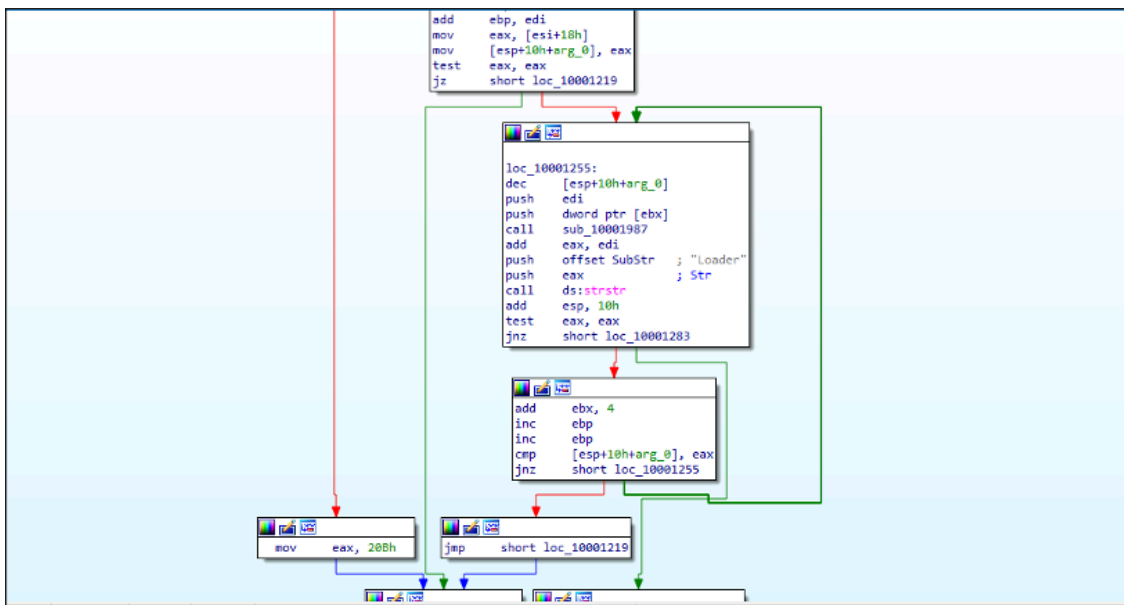 add ebp, edi
mov eax, [esi+18h]
mov [esp+10h+arg_0], eax
test eax, eax
jz short loc_10001219
loc_10001255:
dec [esp+10h+arg_0]
push edi
push dword ptr [ebx]
call sub_10001987
add eax, edi
push offset SubStr ; "Loader"
push eax ; Str
call ds:strstr
add esp, 10h
test eax, eax
jnz short loc_10001283
add ebx, 4
inc ebp
inc ebp
cmp [esp+10h+arg_0], eax
jnz short loc_10001255
mov eax, 20Bh
jmp short loc_10001219